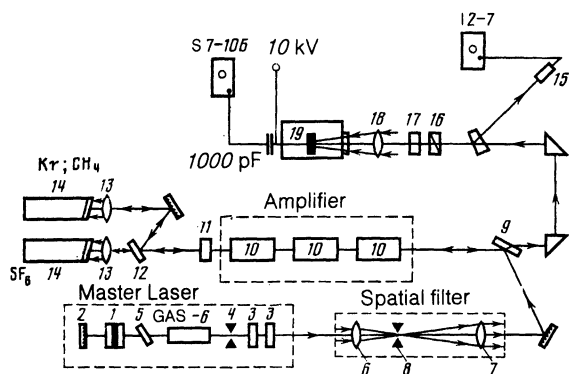 S7-10Б I2-7
10 kV
15
19 18 17 16
1000 pF
Kr; CH4
14 13
Amplifier
11 10 10 10 9
14 13 12
SF6
Master Laser
GAS-6
2 1 5 4 3 3
Spatial filter
6 8 7